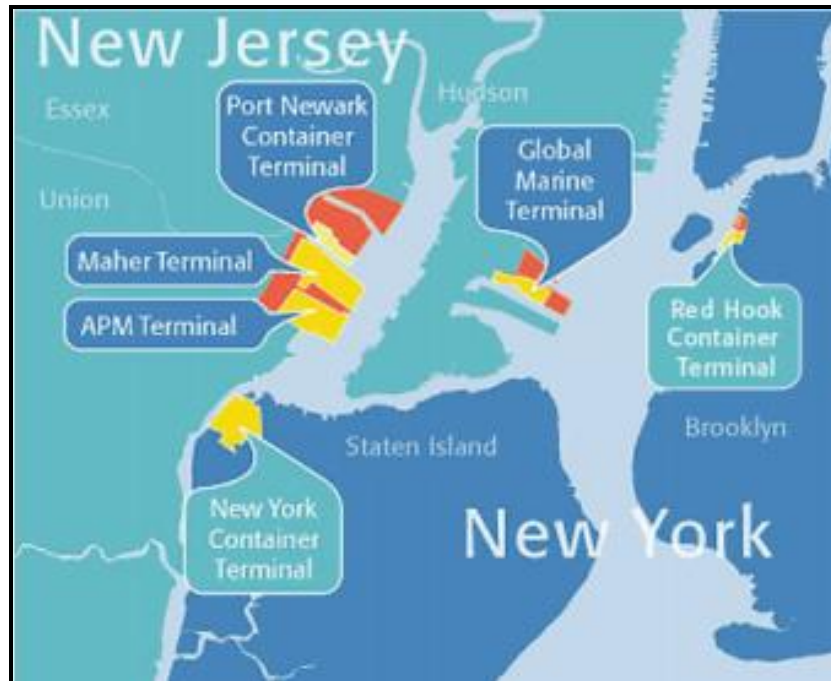 New Jersey
Essex
Hudson
Port Newark
Container
Terminal
Global
Marine
Terminal
Union
Maher Terminal
APM Terminal
Red Hook
Container
Terminal
Staten Island
Brooklyn
New York
Container
Terminal
New York